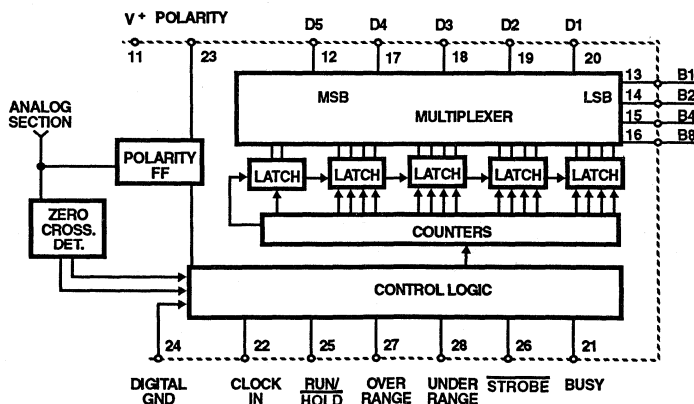 V+ POLARITY D5 D4 D3 D2 D1
11 23 12 17 18 19 20
13 B1
MSB LSB 14 B2
MULTIPLEXER 15 B4
16 B8
ANALOG
SECTION
POLARITY
FF
LATCH LATCH LATCH LATCH LATCH
ZERO
CROSS.
DET.
COUNTERS
CONTROL LOGIC
24 22 25 27 28 26 21
DIGITAL CLOCK RUN/ OVER UNDER STROBE BUSY
GND IN HOLD RANGE RANGE